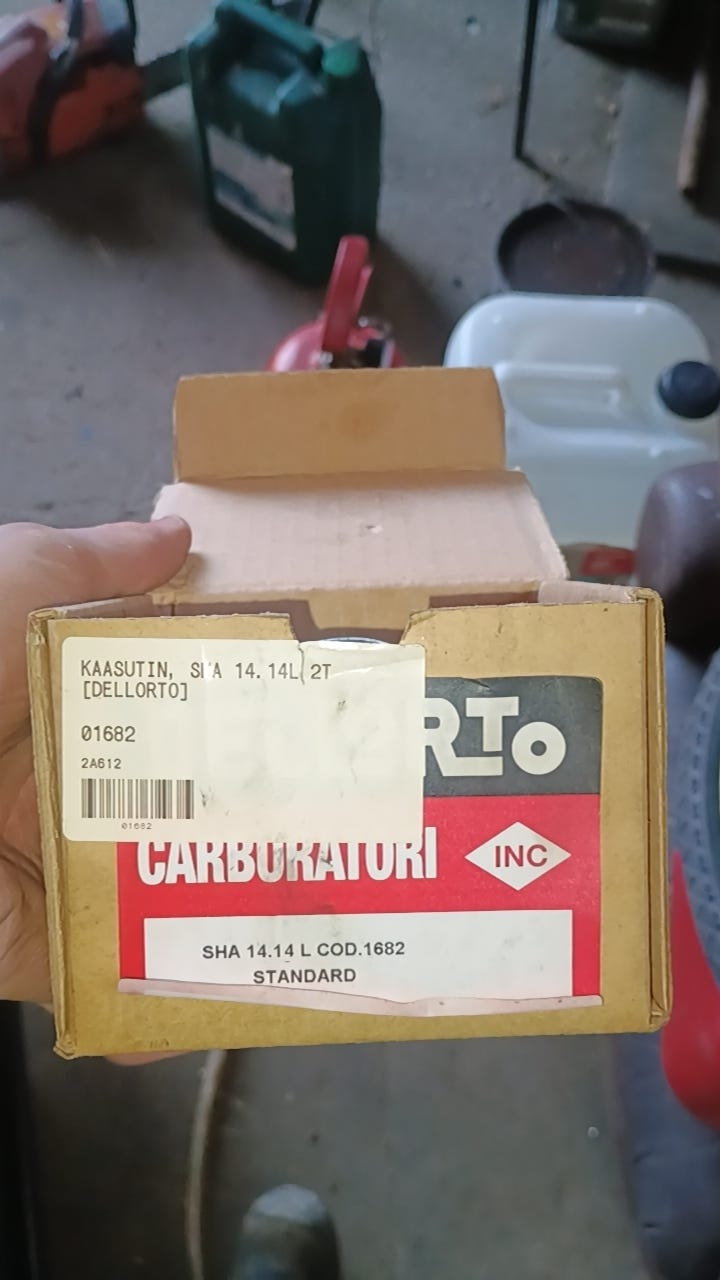 KAASUTIN, SHA 14.14L 2T
[DELLORTO]
01682
2A612
01682
RTO
CARBURATORI
INC
SHA 14.14 L COD.1682
STANDARD